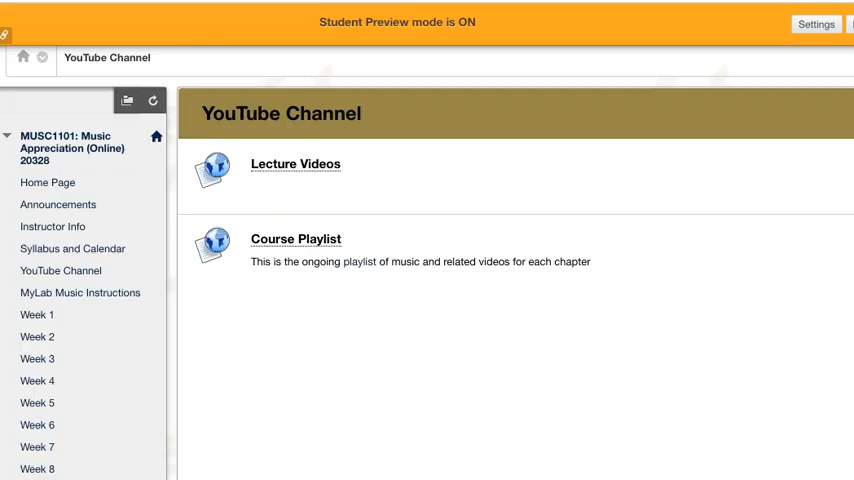 Student Preview mode is ON
Settings
YouTube Channel
MUSC1101: Music
Appreciation (Online)
20328
Home Page
Announcements
Instructor Info
Syllabus and Calendar
YouTube Channel
MyLab Music Instructions
Week 1
Week 2
Week 3
Week 4
Week 5
Week 6
Week 7
Week 8
YouTube Channel
Lecture Videos
Course Playlist
This is the ongoing playlist of music and related videos for each chapter